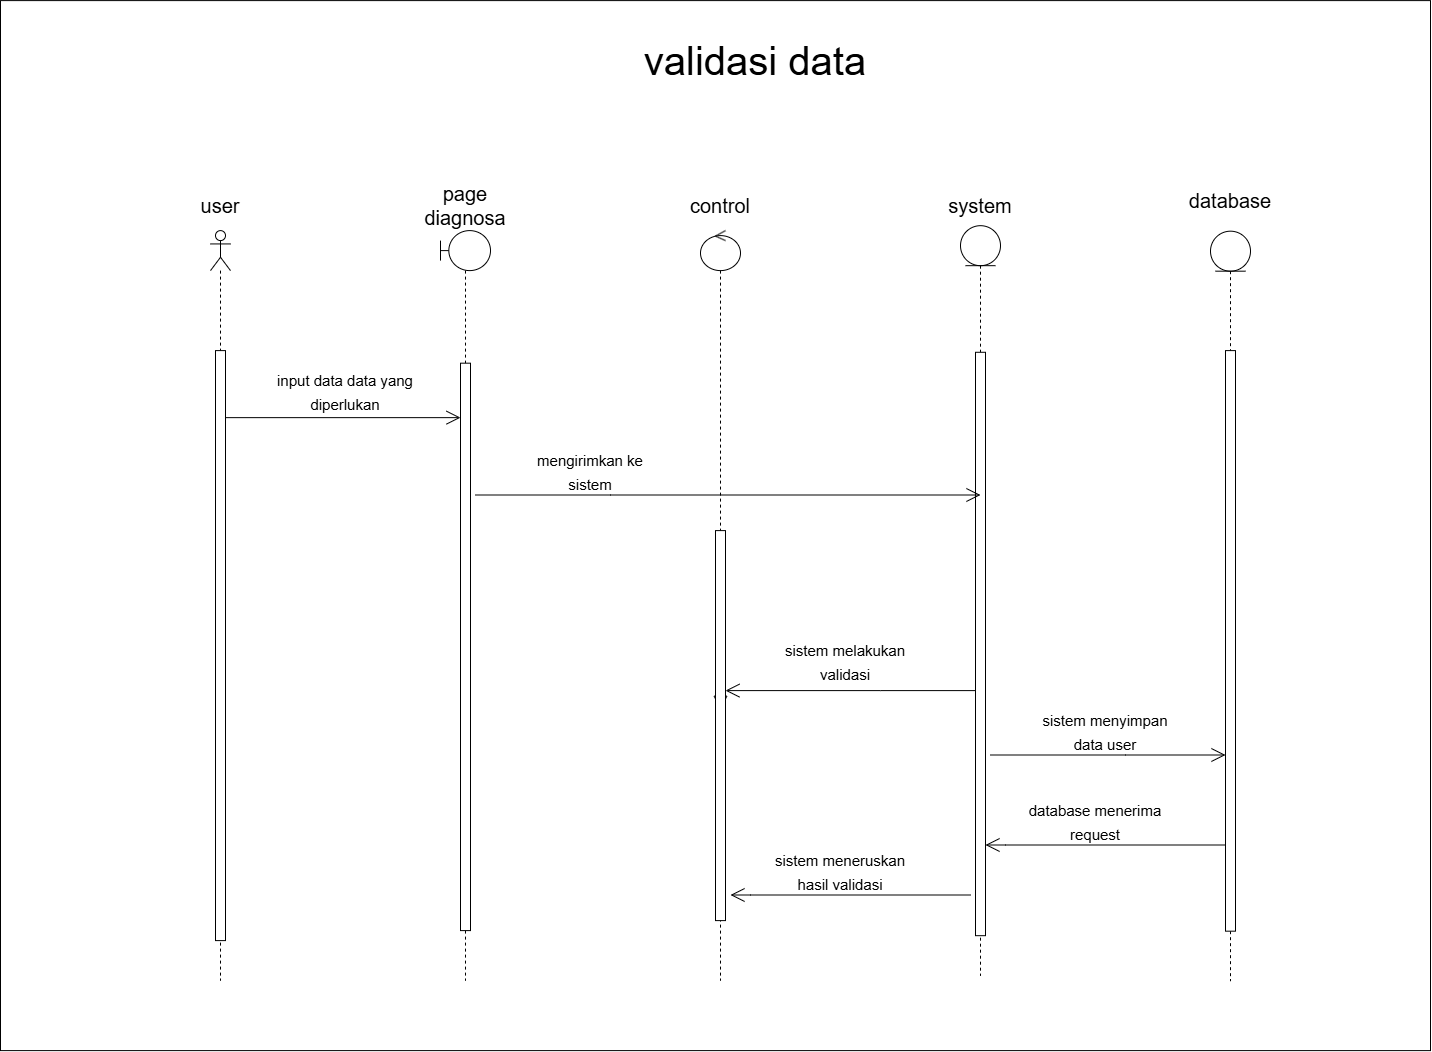 validasi data
user
page
diagnosa
control
system
database
input data data yang
diperlukan
mengirimkan ke
sistem
sistem melakukan
validasi
sistem menyimpan
data user
database menerima
request
sistem meneruskan
hasil validasi